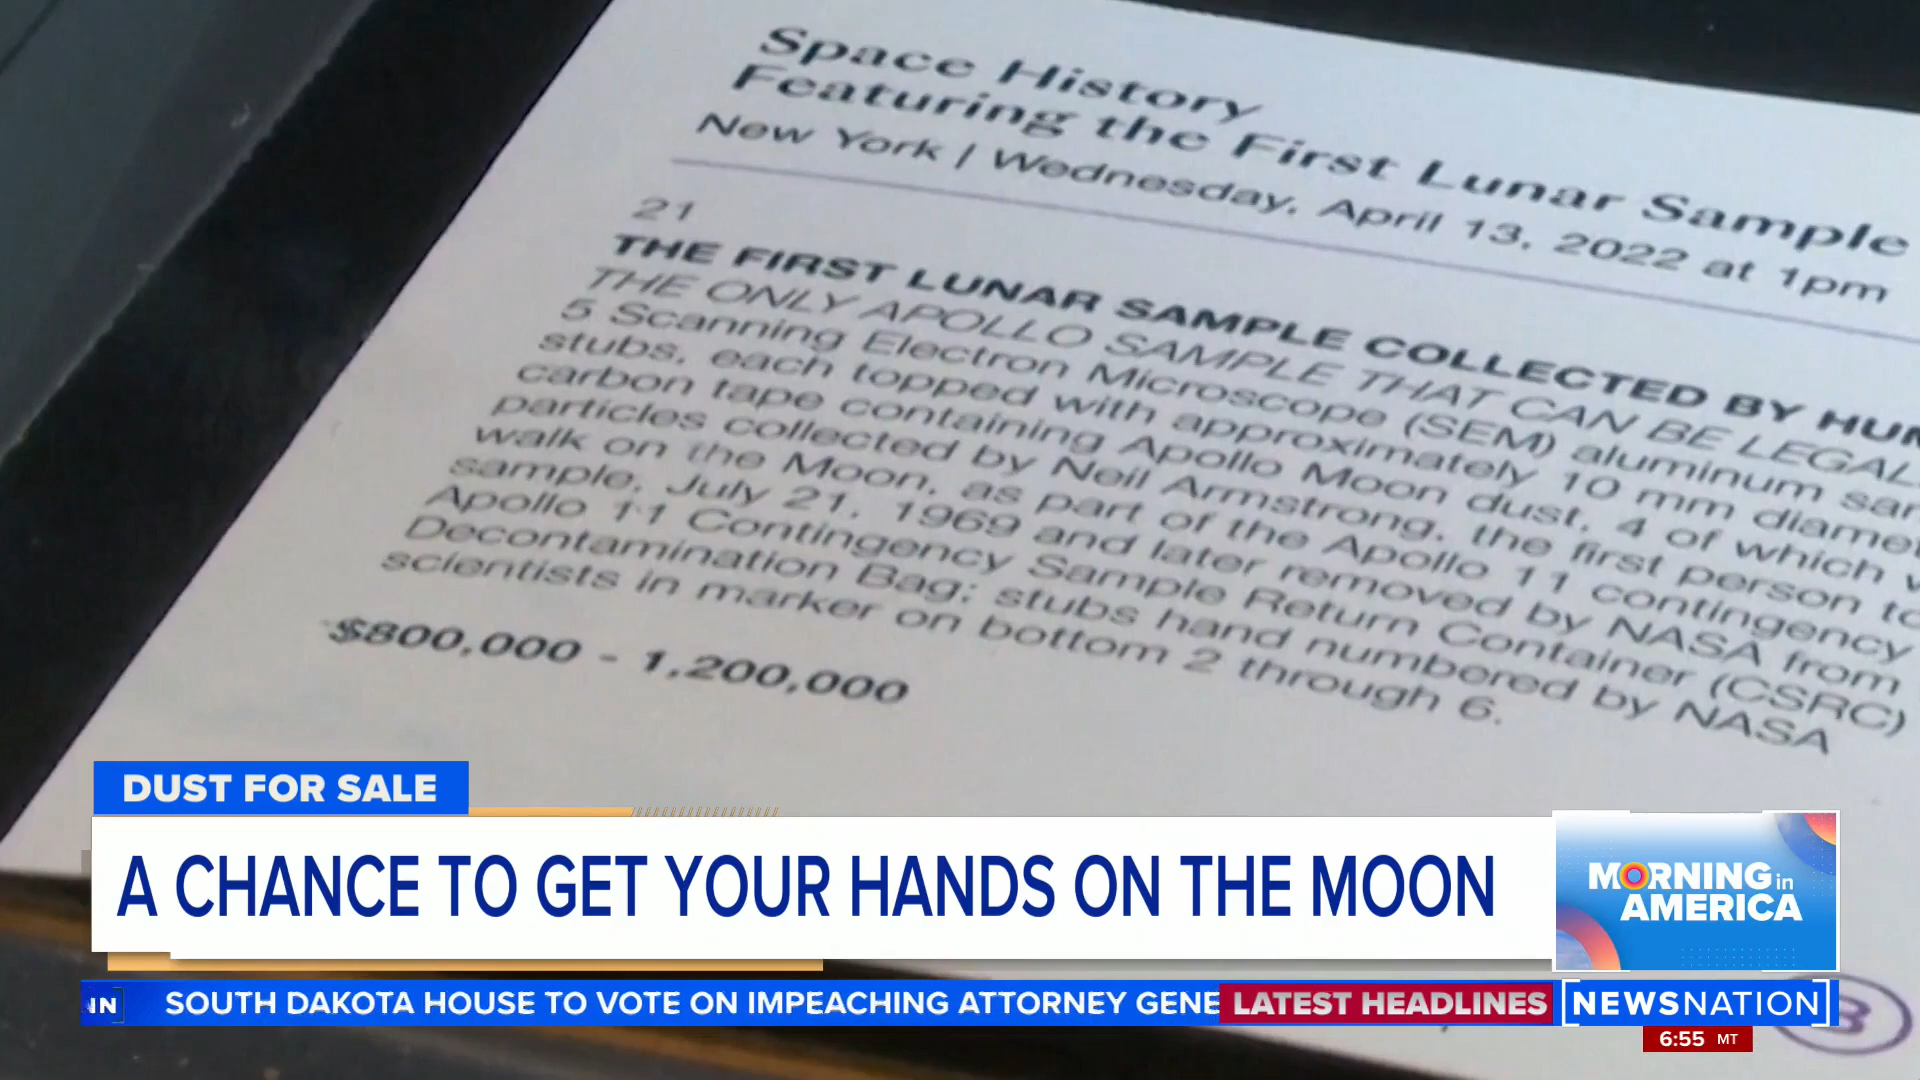 Space History
Featuring the First Lunar Sample
New York | Wednesday, April 13, 2022 at 1pm
21
THE FIRST LUNAR SAMPLE COLLECTED BY HUM
THE ONLY APOLLO SAMPLE THAT CAN BE LEGAL
5 Scanning Electron Microscope (SEM) aluminum sam
stubs, each topped with approximately 10 mm diamet
carbon tape containing Apollo Moon dust, 4 of which
particles collected by Neil Armstrong, the first person to
walk on the Moon, as part of the Apollo 11 contingency
sample, July 21, 1969 and later removed by NASA from
Apollo 11 Contingency Sample Return Container (CSRC)
Decontamination Bag; stubs hand numbered by NASA
scientists in marker on bottom 2 through 6.
$800,000 - 1,200,000
DUST FOR SALE
A CHANCE TO GET YOUR HANDS ON THE MOON
MORNING in
AMERICA
IN SOUTH DAKOTA HOUSE TO VOTE ON IMPEACHING ATTORNEY GENE LATEST HEADLINES NEWSNATION
6:55 MT